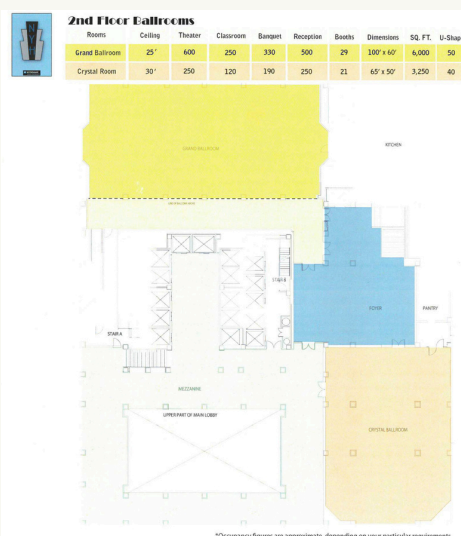 2nd Floor Ballrooms
Rooms Ceiling Theater Classroom Banquet Reception Booths Dimensions SQ. FT. U-Shap
Grand Ballroom 25' 600 250 330 500 29 100' x 60' 6,000 50
Crystal Room 30' 250 120 190 250 21 65' x 50' 3,250 40
GRAND BALLROOM
KITCHEN
STAIR B
STAIR A
FOYER
PANTRY
MEZZANINE
UPPER PART OF MAIN LOBBY
CRYSTAL BALLROOM
*Occupancy figures are approximate, depending on your particular requirements